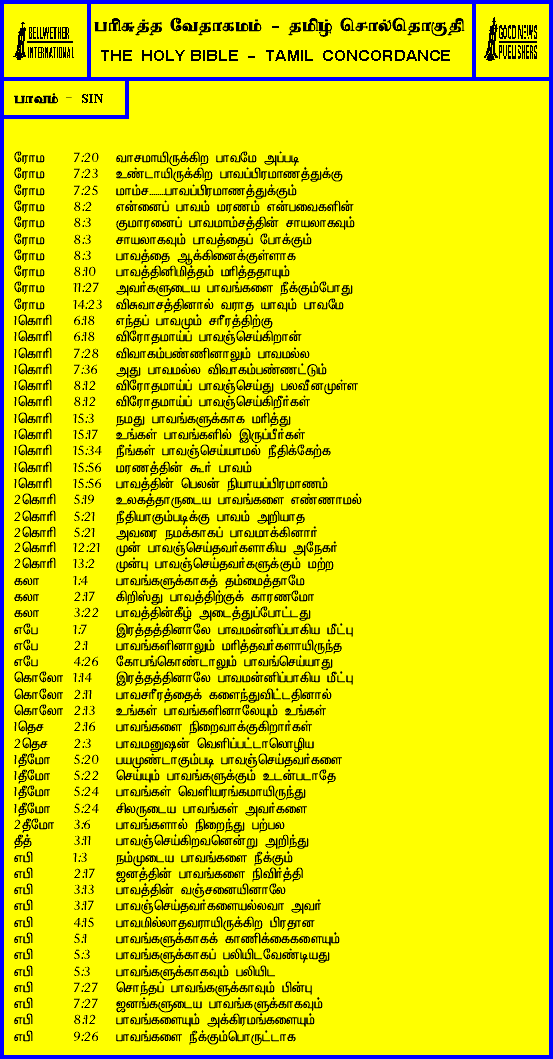 BELLWETHER
INTERNATIONAL
பரிசுத்த வேதாகமம் - தமிழ் சொல்தொகுதி
THE HOLY BIBLE - TAMIL CONCORDANCE
GOOD NEWS
PUBLISHERS
பாவம் - SIN
ரோம 7:20 வாசமாயிருக்கிற பாவமே அப்படி
ரோம 7:23 உண்டாயிருக்கிற பாவப்பிரமாணத்துக்கு
ரோம 7:25 மாம்ச.......பாவப்பிரமாணத்துக்கும்
ரோம 8:2 என்னைப் பாவம் மரணம் என்பவைகளின்
ரோம 8:3 குமாரனைப் பாவமாம்சத்தின் சாயலாகவும்
ரோம 8:3 சாயலாகவும் பாவத்தைப் போக்கும்
ரோம 8:3 பாவத்தை ஆக்கினைக்குள்ளாக
ரோம 8:10 பாவத்தினிமித்தம் மரித்ததாயும்
ரோம 11:27 அவர்களுடைய பாவங்களை நீக்கும்போது
ரோம 14:23 விசுவாசத்தினால் வராத யாவும் பாவமே
1கொரி 6:18 எந்தப் பாவமும் சரீரத்திற்கு
1கொரி 6:18 விரோதமாய்ப் பாவஞ்செய்கிறான்
1கொரி 7:28 விவாகம்பண்ணினாலும் பாவமல்ல
1கொரி 7:36 அது பாவமல்ல விவாகம்பண்ணட்டும்
1கொரி 8:12 விரோதமாய்ப் பாவஞ்செய்து பலவீனமுள்ள
1கொரி 8:12 விரோதமாய்ப் பாவஞ்செய்கிறீர்கள்
1கொரி 15:3 நமது பாவங்களுக்காக மரித்து
1கொரி 15:17 உங்கள் பாவங்களில் இருப்பீர்கள்
1கொரி 15:34 நீங்கள் பாவஞ்செய்யாமல் நீதிக்கேற்க
1கொரி 15:56 மரணத்தின் கூர் பாவம்
1கொரி 15:56 பாவத்தின் பெலன் நியாயப்பிரமாணம்
2கொரி 5:19 உலகத்தாருடைய பாவங்களை எண்ணாமல்
2கொரி 5:21 நீதியாகும்படிக்கு பாவம் அறியாத
2கொரி 5:21 அவரை நமக்காகப் பாவமாக்கினார்
2கொரி 12:21 முன் பாவஞ்செய்தவர்களாகிய அநேகர்
2கொரி 13:2 முன்பு பாவஞ்செய்தவர்களுக்கும் மற்ற
கலா 1:4 பாவங்களுக்காகத் தம்மைத்தாமே
கலா 2:17 கிறிஸ்து பாவத்திற்குக் காரணமோ
கலா 3:22 பாவத்தின்கீழ் அடைத்துப்போட்டது
எபே 1:7 இரத்தத்தினாலே பாவமன்னிப்பாகிய மீட்பு
எபே 2:1 பாவங்களினாலும் மரித்தவர்களாயிருந்த
எபே 4:26 கோபங்கொண்டாலும் பாவஞ்செய்யாது
கொலோ 1:14 இரத்தத்தினாலே பாவமன்னிப்பாகிய மீட்பு
கொலோ 2:11 பாவசரீரத்தைக் களைந்துவிட்டதினால்
கொலோ 2:13 உங்கள் பாவங்களினாலேயும் உங்கள்
1தெச 2:16 பாவங்களை நிறைவாக்குகிறார்கள்
2தெச 2:3 பாவமனுஷன் வெளிப்பட்டாலொழிய
1தீமோ 5:20 பயமுண்டாகும்படி பாவஞ்செய்தவர்களை
1தீமோ 5:22 செய்யும் பாவங்களுக்கும் உடன்படாதே
1தீமோ 5:24 பாவங்கள் வெளியரங்கமாயிருந்து
1தீமோ 5:24 சிலருடைய பாவங்கள் அவர்களை
2தீமோ 3:6 பாவங்களால் நிறைந்து பற்பல
தீத் 3:11 பாவஞ்செய்கிறவனென்று அறிந்து
எபி 1:3 நம்முடைய பாவங்களை நீக்கும்
எபி 2:17 ஜனத்தின் பாவங்களை நிவிர்த்தி
எபி 3:13 பாவத்தின் வஞ்சனையினாலே
எபி 3:17 பாவஞ்செய்தவர்களையல்லவா அவர்
எபி 4:15 பாவமில்லாதவராயிருக்கிற பிரதான
எபி 5:1 பாவங்களுக்காகக் காணிக்கைகளையும்
எபி 5:3 பாவங்களுக்காகப் பலியிடவேண்டியது
எபி 5:3 பாவங்களுக்காகவும் பலியிட
எபி 7:27 சொந்தப் பாவங்களுக்காவும் பின்பு
எபி 7:27 ஜனங்களுடைய பாவங்களுக்காகவும்
எபி 8:12 பாவங்களையும் அக்கிரமங்களையும்
எபி 9:26 பாவங்களை நீக்கும்பொருட்டாக